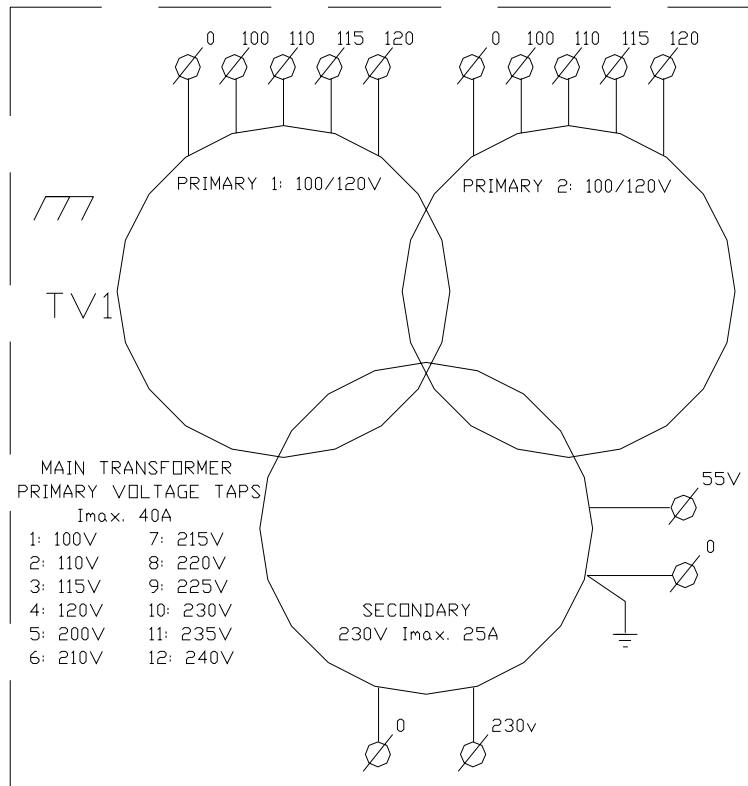 0 100 110 115 120 0 100 110 115 120
PRIMARY 1: 100/120V PRIMARY 2: 100/120V
TV1
MAIN TRANSFORMER
PRIMARY VOLTAGE TAPS
Imax. 40A
1: 100V 7: 215V
2: 110V 8: 220V
3: 115V 9: 225V
4: 120V 10: 230V
5: 200V 11: 235V
6: 210V 12: 240V
55V
0
SECONDARY
230V Imax. 25A
0 230v